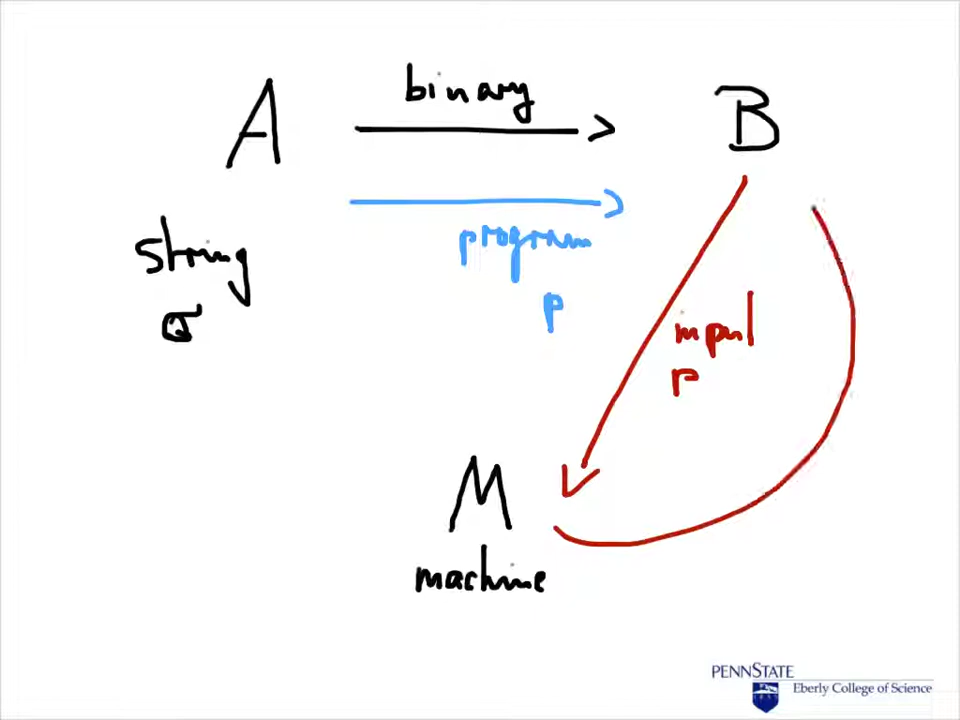 A
binary
B
program
p
string
σ
input
p
M
machine
PENNSTATE
Eberly College of Science